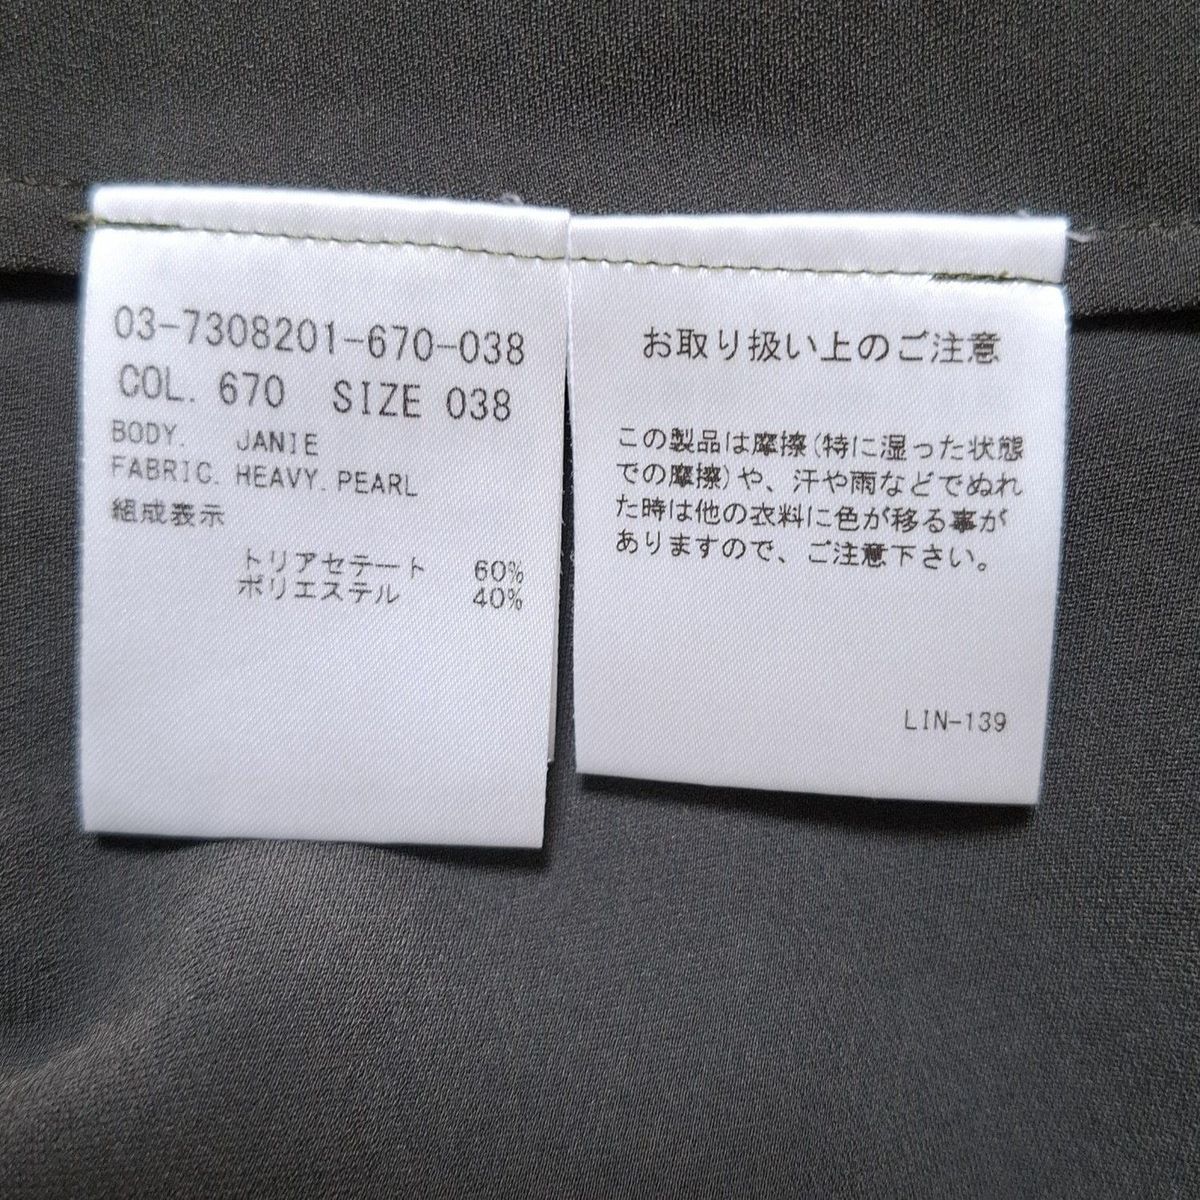 03-7308201-670-038
COL. 670 SIZE 038
BODY. JANIE
FABRIC. HEAVY.PEARL
組成表示
トリアセテート 60%
ポリエステル 40%
お取り扱い上のご注意
この製品は摩擦(特に湿った状態
での摩擦)や、汗や雨などでぬれ
た時は他の衣料に色が移る事が
ありますので、ご注意下さい。
LIN-139